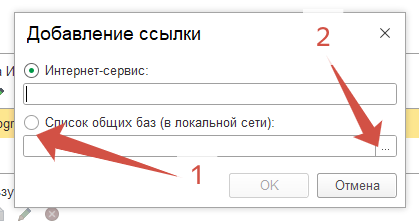 Добавление ссылки
2
Интернет-сервис:
Список общих баз (в локальной сети):
...
1
OK
Отмена